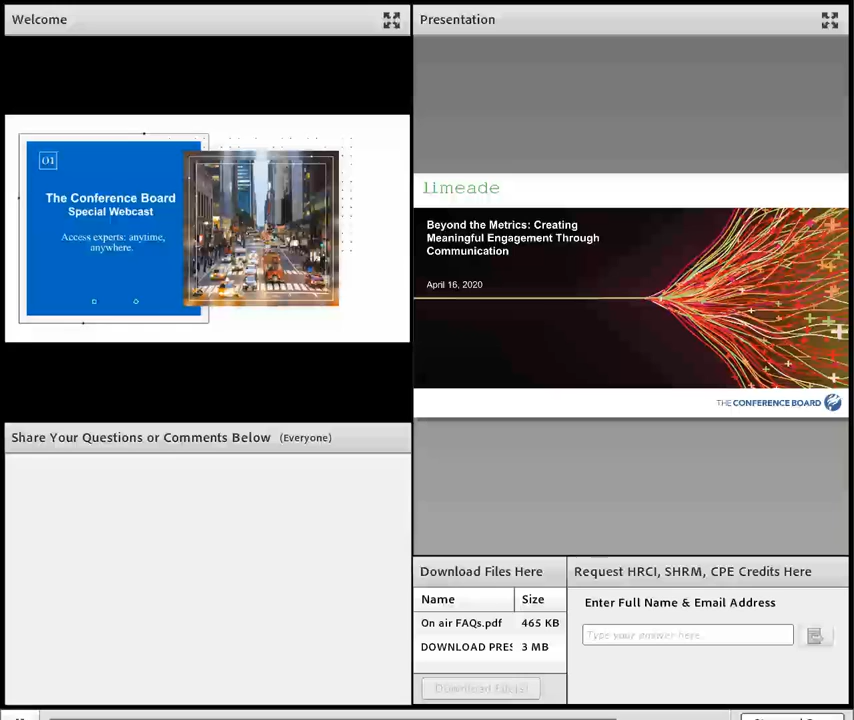 Welcome
01
The Conference Board
Special Webcast
Access experts: anytime,
anywhere.
Share Your Questions or Comments Below (Everyone)
Presentation
limeade
Beyond the Metrics: Creating
Meaningful Engagement Through
Communication
April 16, 2020
THE CONFERENCE BOARD
Download Files Here
Name Size
On air FAQs.pdf 465 KB
DOWNLOAD PRES 3 MB
Download File(s)
Request HRCI, SHRM, CPE Credits Here
Enter Full Name & Email Address
Type your answer here..